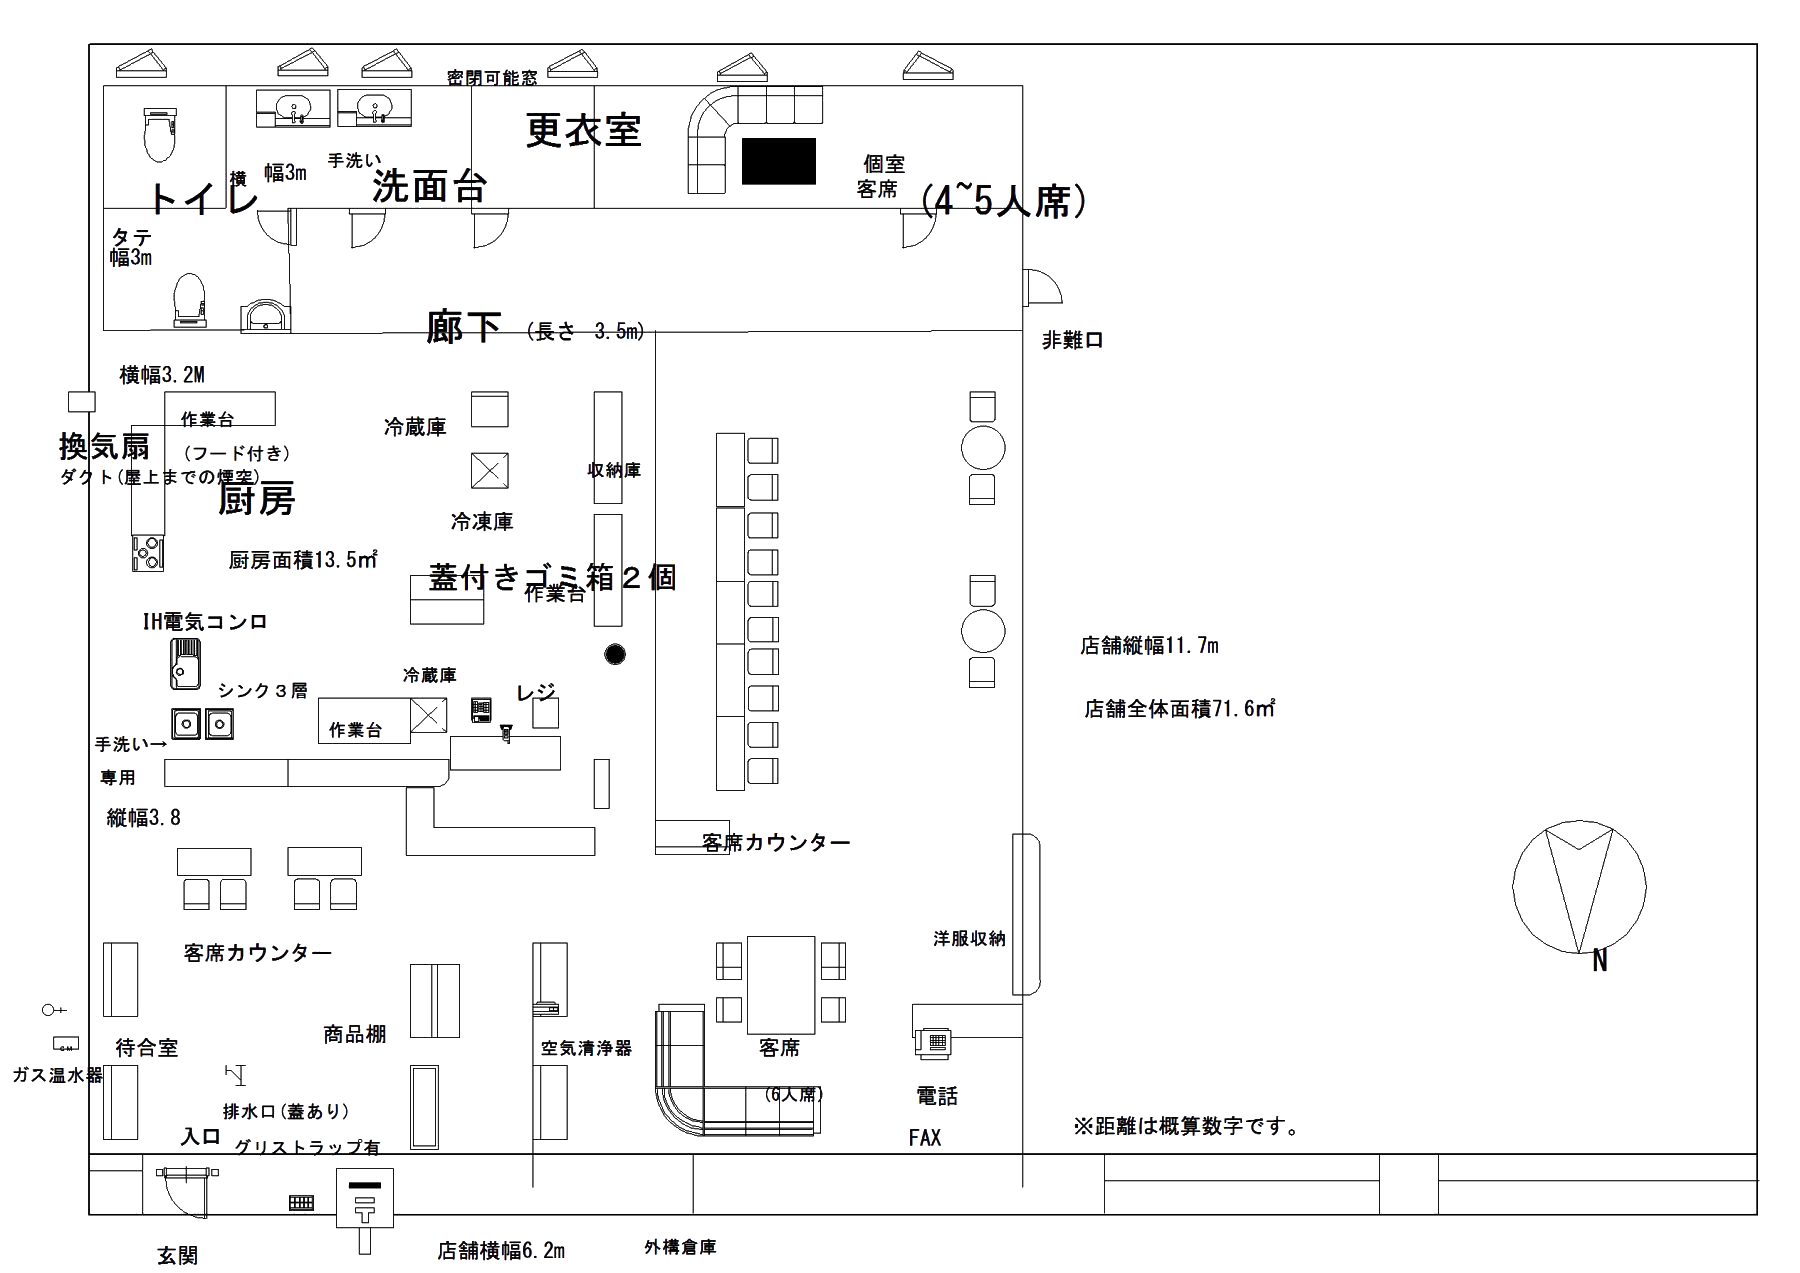 密閉可能窓
更衣室
手洗い
個室
客席
横
幅3m
洗面台
トイレ
(4~5人席)
タテ
幅3m
廊下
(長さ 3.5m)
非難口
横幅3.2M
作業台
冷蔵庫
換気扇
(フード付き)
収納庫
ダクト(屋上までの煙突)
厨房
冷凍庫
厨房面積13.5㎡
蓋付きゴミ箱２個
作業台
IH電気コンロ
店舗縦幅11.7m
冷蔵庫
シンク３層
レジ
店舗全体面積71.6㎡
作業台
手洗い→
専用
縦幅3.8
客席カウンター
洋服収納
客席カウンター
N
商品棚
待合室
空気清浄器
客席
GM
ガス温水器
(6人席)
電話
排水口(蓋あり)
※距離は概算数字です。
入口
FAX
グリストラップ有
玄関
店舗横幅6.2m
外構倉庫